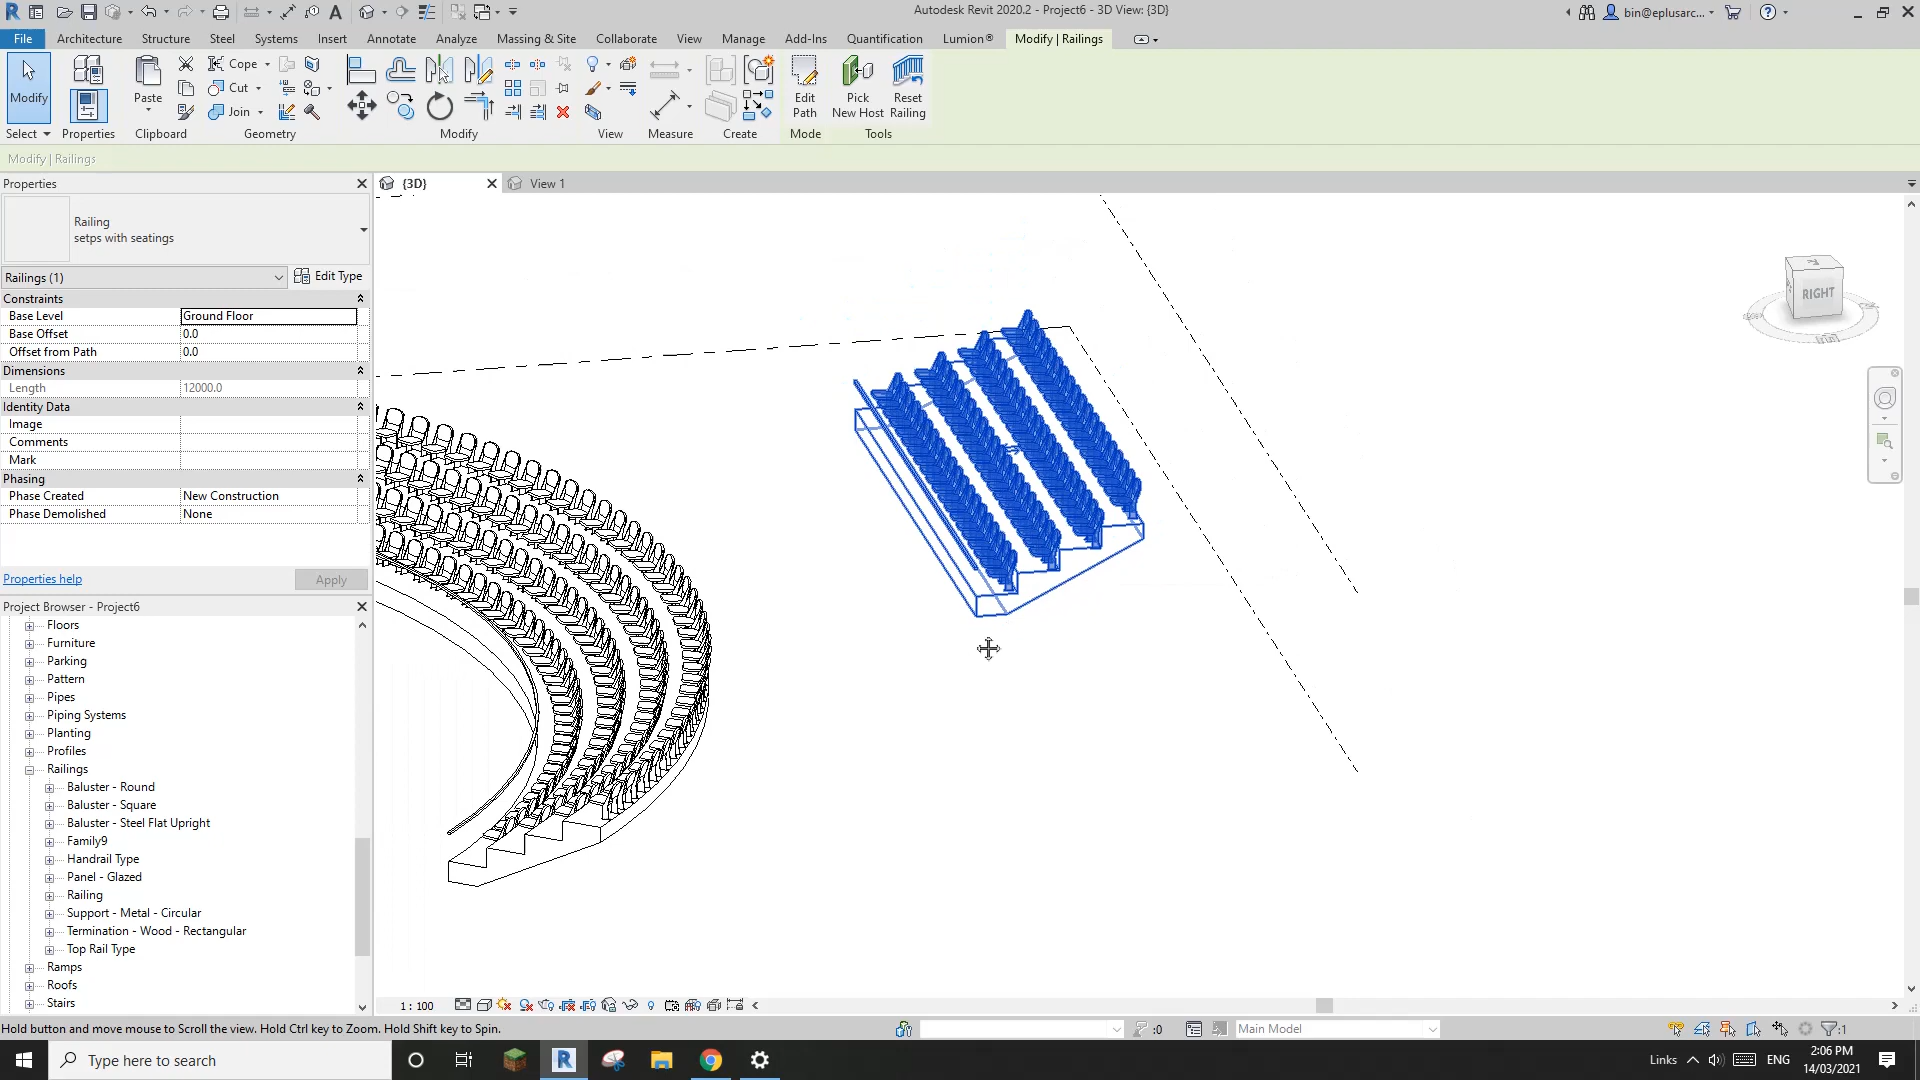 Autodesk Revit 2020.2 - Project6 - 3D View: {3D}
bin@eplusarc...
File Architecture Structure Steel Systems Insert Annotate Analyze Massing & Site Collaborate View Manage Add-Ins Quantification Lumion® Modify | Railings
Modify
Paste
Cope
Cut
Join
Edit Path
Pick New Host
Reset Railing
Select Properties Clipboard Geometry Modify View Measure Create Mode Tools
Modify | Railings
Properties
{3D}
View 1
Railing
setps with seatings
Railings (1)
Edit Type
Constraints
Base Level Ground Floor
Base Offset 0.0
Offset from Path 0.0
Dimensions
Length 12000.0
Identity Data
Image
Comments
Mark
Phasing
Phase Created New Construction
Phase Demolished None
Properties help
Apply
RIGHT
Project Browser - Project6
Floors
Furniture
Parking
Pattern
Pipes
Piping Systems
Planting
Profiles
Railings
Baluster - Round
Baluster - Square
Baluster - Steel Flat Upright
Family9
Handrail Type
Panel - Glazed
Railing
Support - Metal - Circular
Termination - Wood - Rectangular
Top Rail Type
Ramps
Roofs
Stairs
1 : 100
Hold button and move mouse to Scroll the view. Hold Ctrl key to Zoom. Hold Shift key to Spin.
:0
Main Model
:1
Type here to search
Links
ENG
2:06 PM
14/03/2021